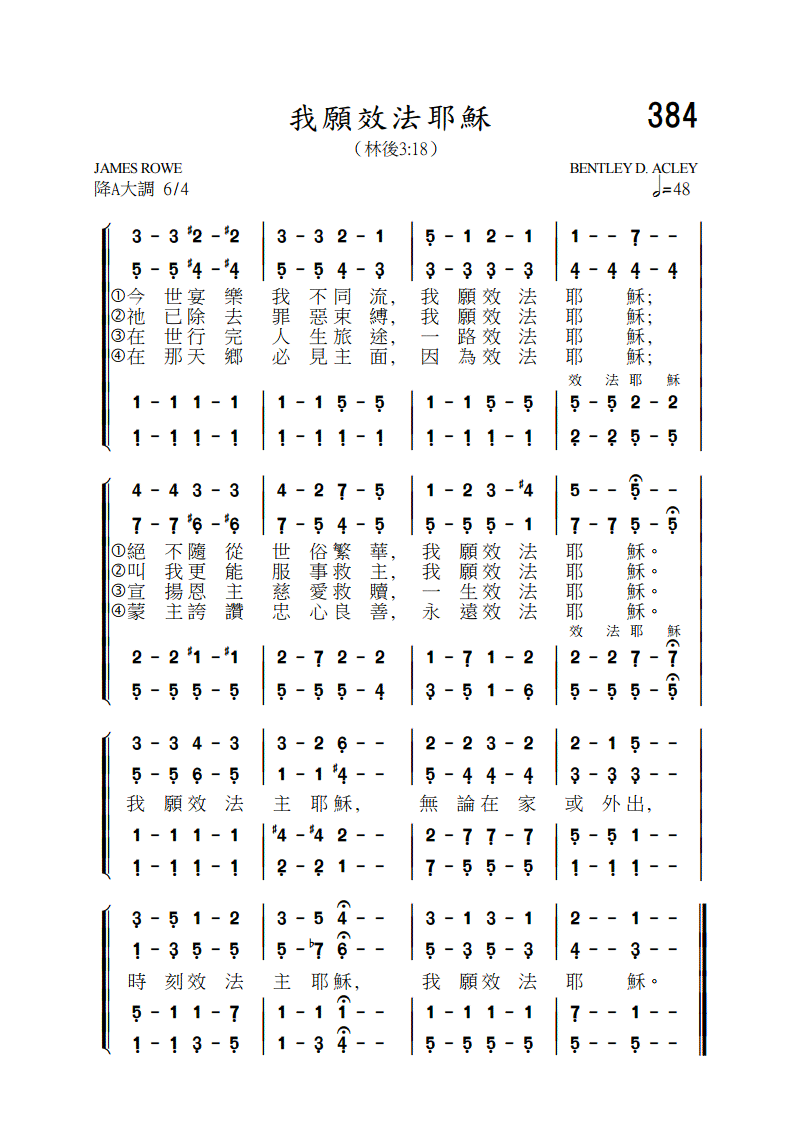 我願效法耶穌
384
（林後3:18）
JAMES ROWE
BENTLEY D. ACLEY
降A大調 6/4
𝅗𝅥=48
3 - 3 #2 - #2 | 3 - 3 2 - 1 | 5̣ - 1 2 - 1 | 1 - - 7̣ - -
5̣ - 5̣ #4̣ - #4̣ | 5̣ - 5̣ 4̣ - 3̣ | 3̣ - 3̣ 3̣ - 3̣ | 4̣ - 4̣ 4̣ - 4̣
①今 世宴 樂 我 不同 流, 我 願效 法 耶 穌;
②祂 已除 去 罪 惡束 縛, 我 願效 法 耶 穌;
③在 世行 完 人 生旅 途, 一 路效 法 耶 穌,
④在 那天 鄉 必 見主 面, 因 為效 法 耶 穌;
效 法 耶 穌
1 - 1 1 - 1 | 1 - 1 5̣ - 5̣ | 1 - 1 5̣ - 5̣ | 5̣ - 5̣ 2 - 2
1̣ - 1̣ 1̣ - 1̣ | 1̣ - 1̣ 1̣ - 1̣ | 1̣ - 1̣ 1̣ - 1̣ | 2̣ - 2̣ 5̣ - 5̣
4 - 4 3 - 3 | 4 - 2 7̣ - 5̣ | 1 - 2 3 - #4 | 5 - - 5̣ - -
7̣ - 7̣ #6̣ - #6̣ | 7̣ - 5̣ 4̣ - 5̣ | 5̣ - 5̣ 5̣ - 1 | 7̣ - 7̣ 5̣ - 5̣
①絕 不隨 從 世 俗繁 華, 我 願效 法 耶 穌。
②叫 我更 能 服 事救 主, 我 願效 法 耶 穌。
③宣 揚恩 主 慈 愛救 贖, 一 生效 法 耶 穌。
④蒙 主誇 讚 忠 心良 善, 永 遠效 法 耶 穌。
效 法 耶 穌
2 - 2 #1 - #1 | 2 - 7̣ 2 - 2 | 1 - 7̣ 1 - 2 | 2 - 2 7̣ - 7̣
5̣ - 5̣ 5̣ - 5̣ | 5̣ - 5̣ 5̣ - 4̣ | 3̣ - 5̣ 1 - 6̣ | 5̣ - 5̣ 5̣ - 5̣
3 - 3 4 - 3 | 3 - 2 6̣ - - | 2 - 2 3 - 2 | 2 - 1 5̣ - -
5̣ - 5̣ 6̣ - 5̣ | 1 - 1 #4̣ - - | 5̣ - 4̣ 4̣ - 4̣ | 3̣ - 3̣ 3̣ - -
我 願效 法 主 耶穌, 無 論在 家 或 外出,
1 - 1 1 - 1 | #4̣ - #4̣ 2 - - | 2 - 7̣ 7̣ - 7̣ | 5̣ - 5̣ 1 - -
1̣ - 1̣ 1̣ - 1̣ | 2̣ - 2̣ 1 - - | 7̣ - 5̣ 5̣ - 5̣ | 1̣ - 1̣ 1̣ - -
3̣ - 5̣ 1 - 2 | 3 - 5 4̣ - - | 3 - 1 3 - 1 | 2 - - 1 - -
1̣ - 3̣ 5̣ - 5̣ | 5̣ - b7̣ 6̣ - - | 5̣ - 3̣ 5̣ - 3̣ | 4̣ - - 3̣ - -
時 刻效 法 主 耶穌, 我 願效 法 耶 穌。
5̣ - 1 1 - 7̣ | 1 - 1 1 - - | 1 - 1 1 - 1 | 7̣ - - 1 - -
1̣ - 1̣ 3̣ - 5̣ | 1 - 3̣ 4̣ - - | 5̣ - 5̣ 5̣ - 5̣ | 5̣ - - 1̣ - -